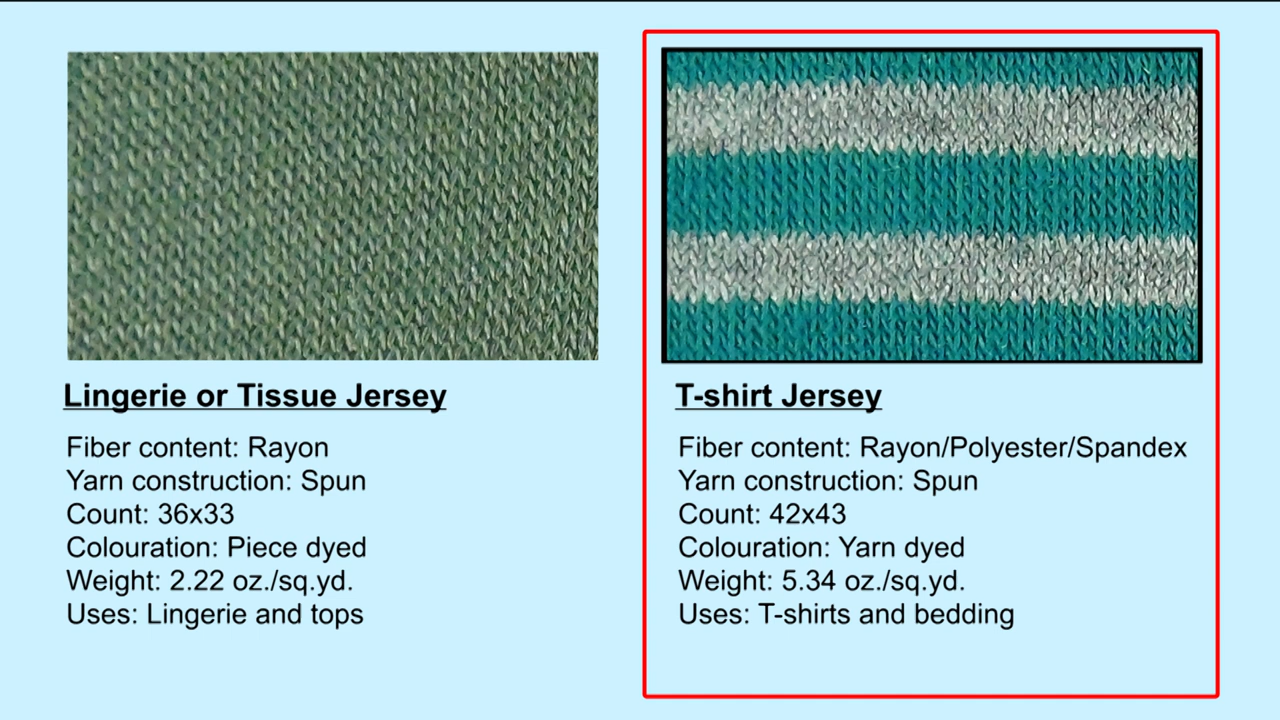 Lingerie or Tissue Jersey
Fiber content: Rayon
Yarn construction: Spun
Count: 36x33
Colouration: Piece dyed
Weight: 2.22 oz./sq.yd.
Uses: Lingerie and tops
T-shirt Jersey
Fiber content: Rayon/Polyester/Spandex
Yarn construction: Spun
Count: 42x43
Colouration: Yarn dyed
Weight: 5.34 oz./sq.yd.
Uses: T-shirts and bedding